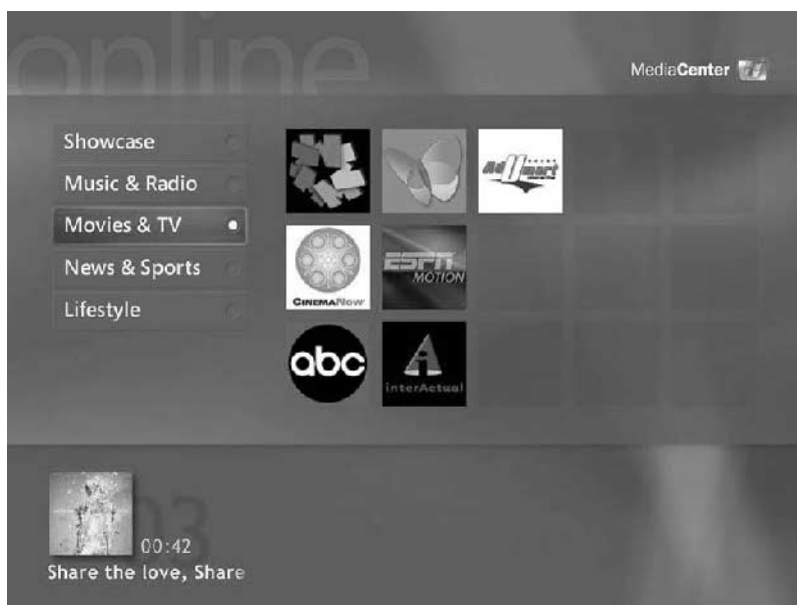 online
MediaCenter
Showcase
Music & Radio
Movies & TV
News & Sports
Lifestyle
CinemaNow
ESPN
MOTION
abc
interActual
03
00:42
Share the love, Share